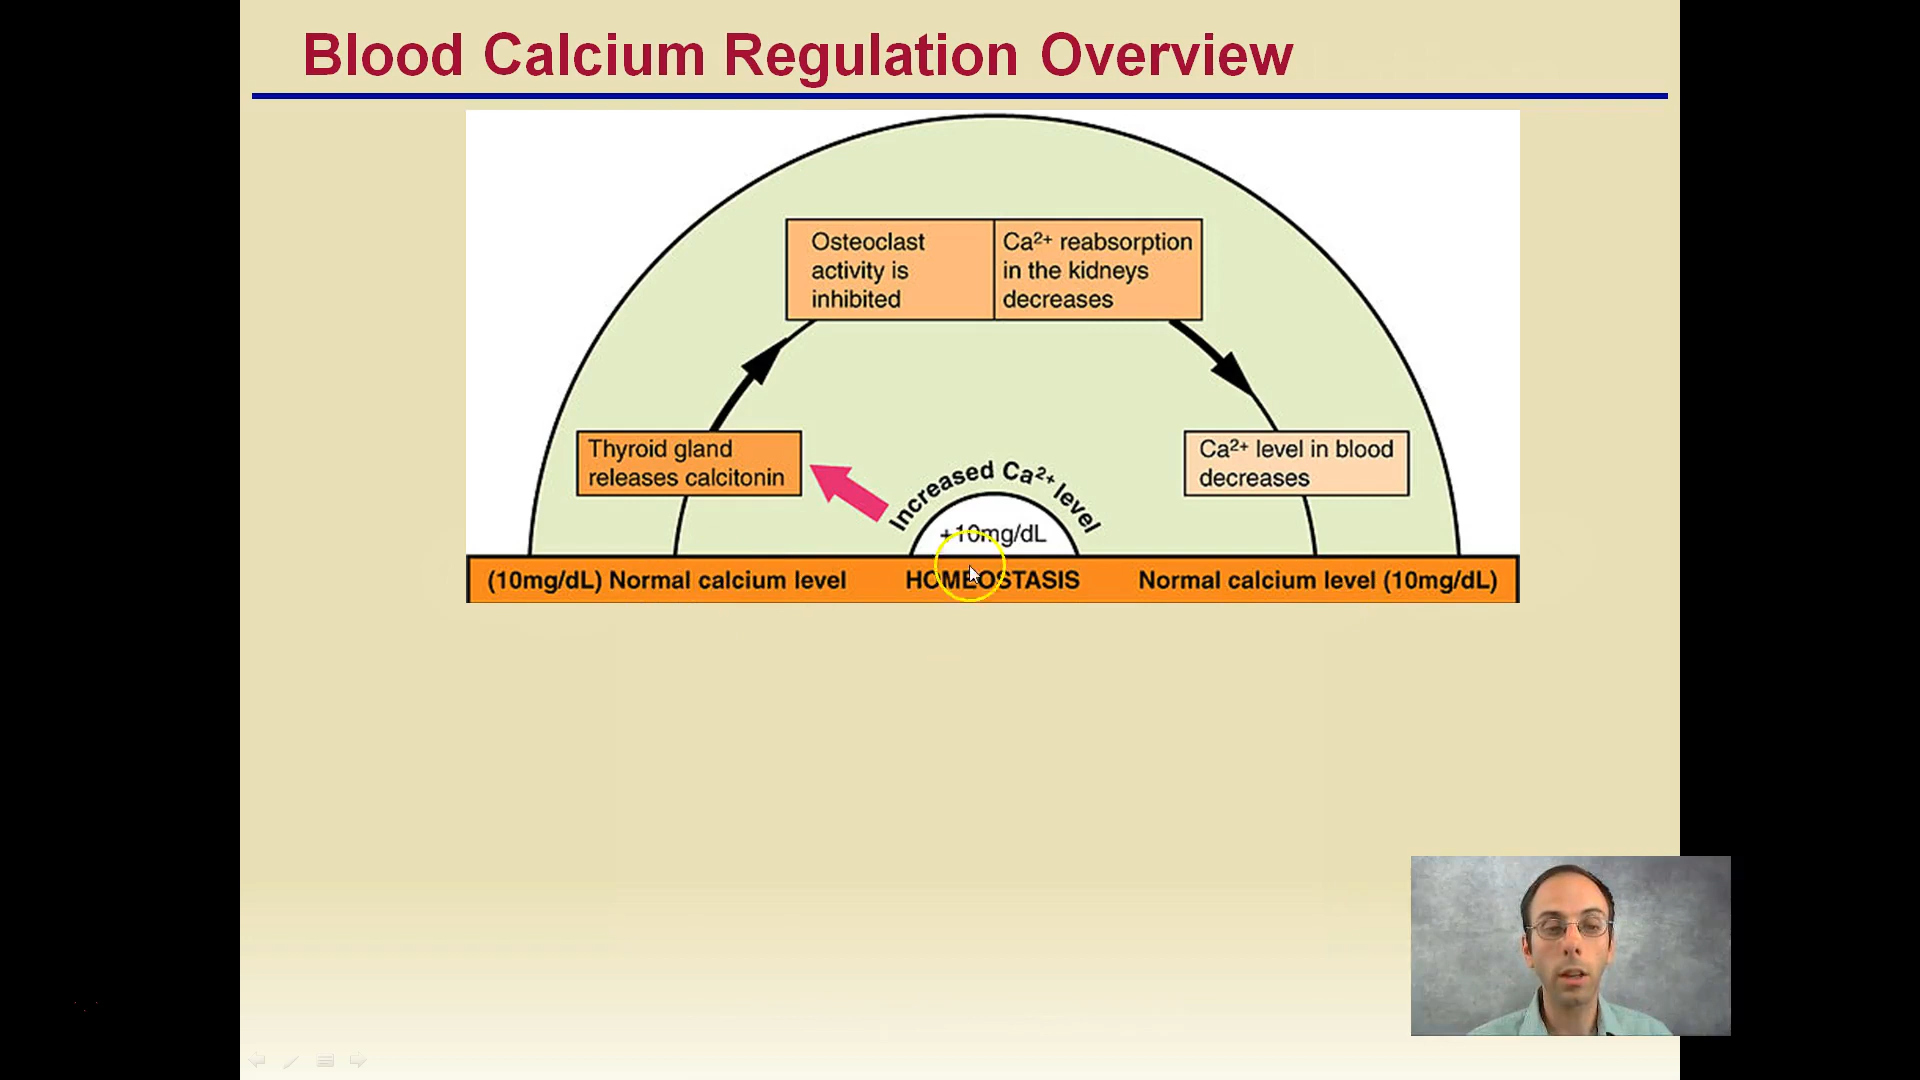 Blood Calcium Regulation Overview
Osteoclast
activity is
inhibited
Ca²⁺ reabsorption
in the kidneys
decreases
Thyroid gland
releases calcitonin
Increased Ca²⁺ level
+10mg/dL
Ca²⁺ level in blood
decreases
(10mg/dL) Normal calcium level
HOMEOSTASIS
Normal calcium level (10mg/dL)